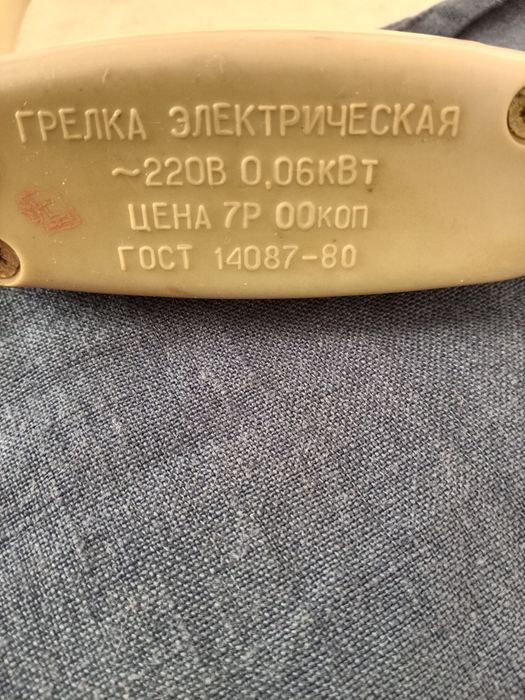 ГРЕЛКА ЭЛЕКТРИЧЕСКАЯ
~220В 0,06кВт
ЦЕНА 7Р 00коп
ГОСТ 14087-80